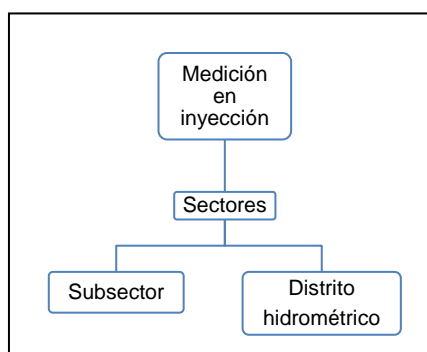 Medición
en
inyección
Sectores
Subsector
Distrito
hidrométrico